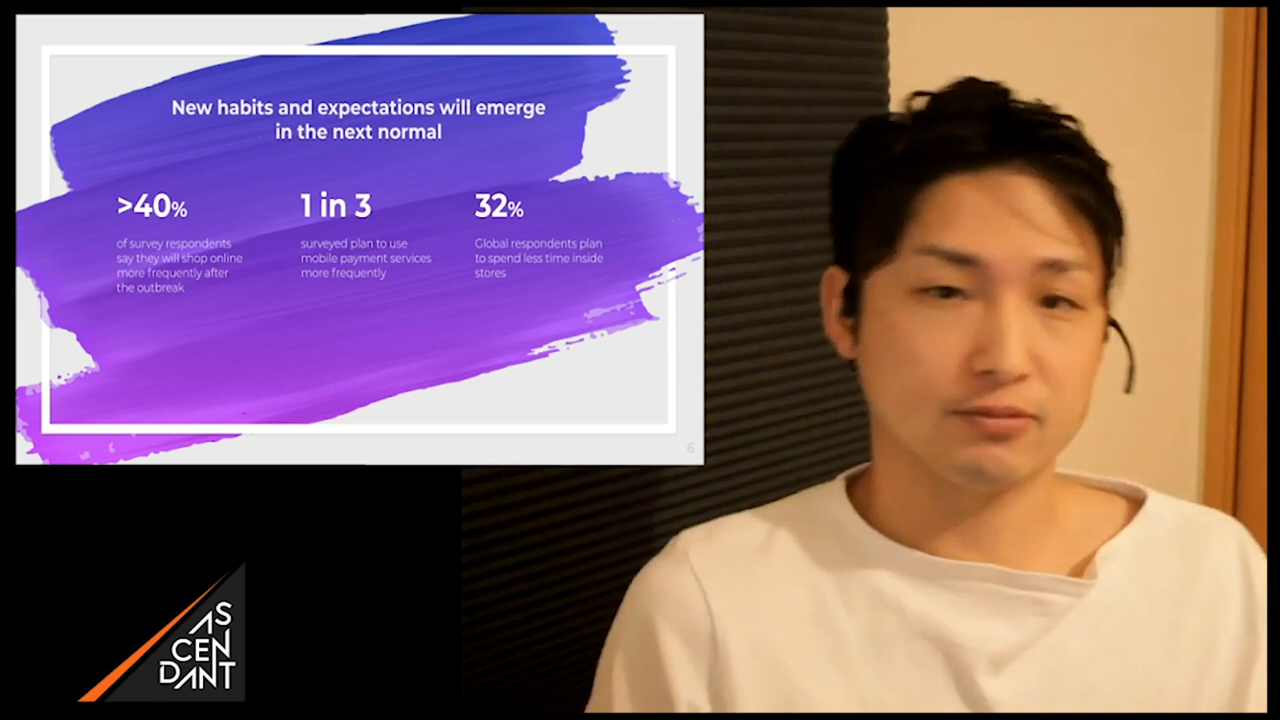 New habits and expectations will emerge
in the next normal
>40%
of survey respondents
say they will shop online
more frequently after
the outbreak
1 in 3
surveyed plan to use
mobile payment services
more frequently
32%
Global respondents plan
to spend less time inside
stores
6
AS
CEN
DANT